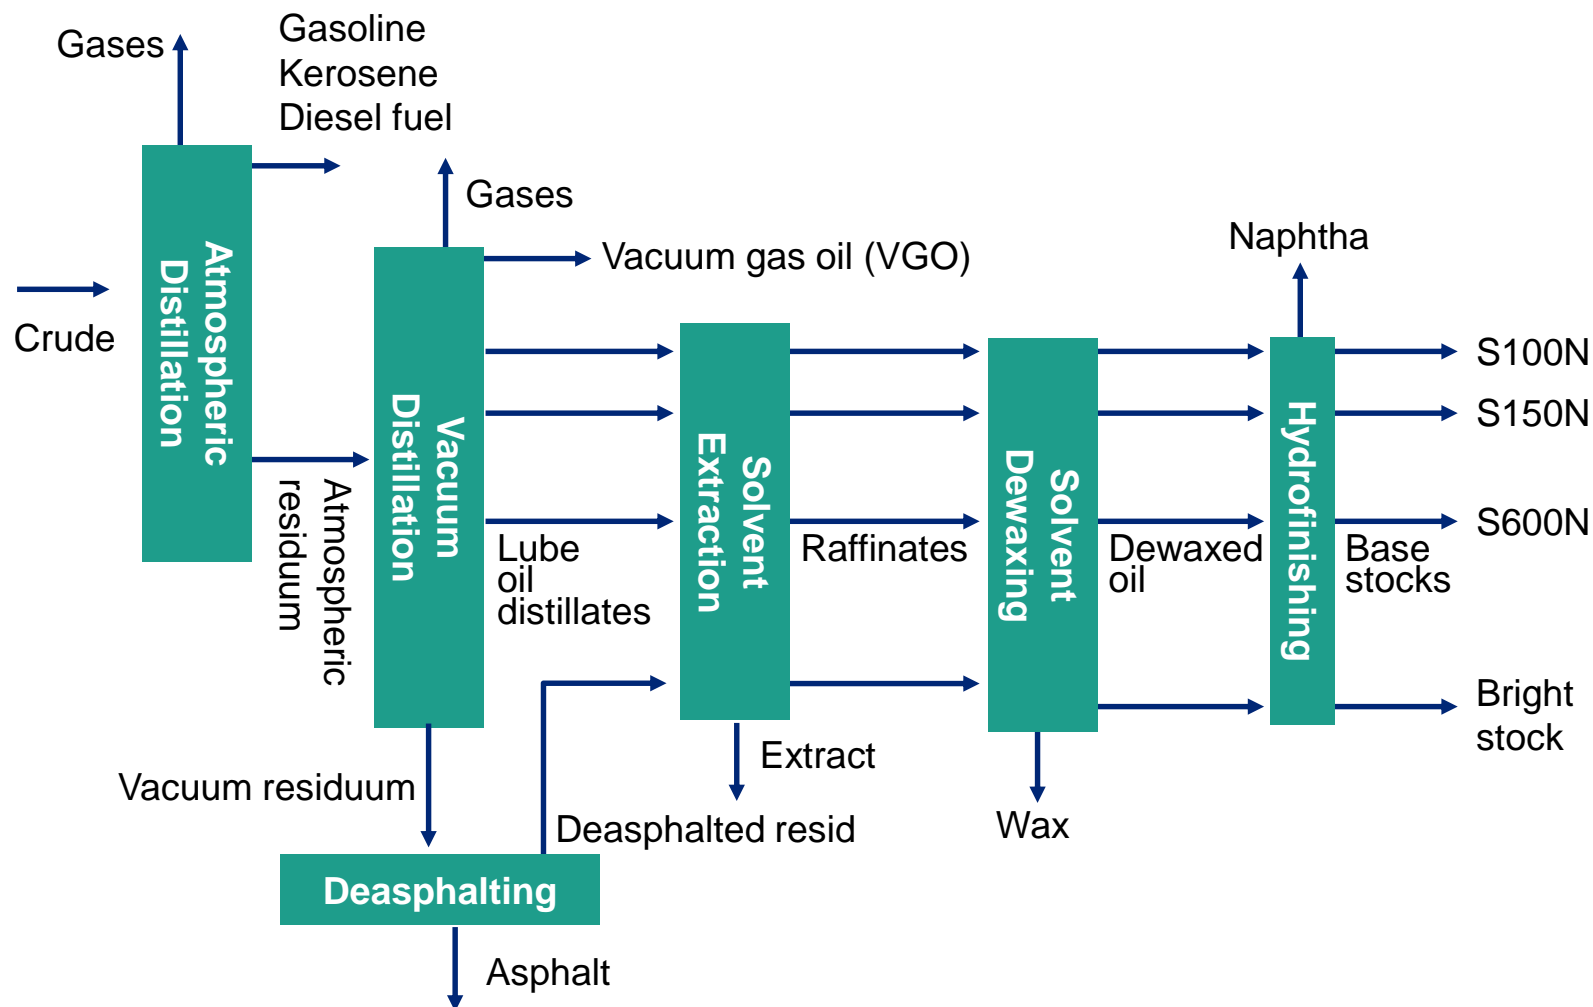 Gases
Gasoline
Kerosene
Diesel fuel
Gases
Vacuum gas oil (VGO)
Naphtha
Crude
Atmospheric
Distillation
Atmospheric
residuum
Vacuum
Distillation
Lube
oil
distillates
Solvent
Extraction
Raffinates
Solvent
Dewaxing
Dewaxed
oil
Hydrofinishing
Base
stocks
S100N
S150N
S600N
Bright
stock
Vacuum residuum
Extract
Deasphalted resid
Wax
Deasphalting
Asphalt